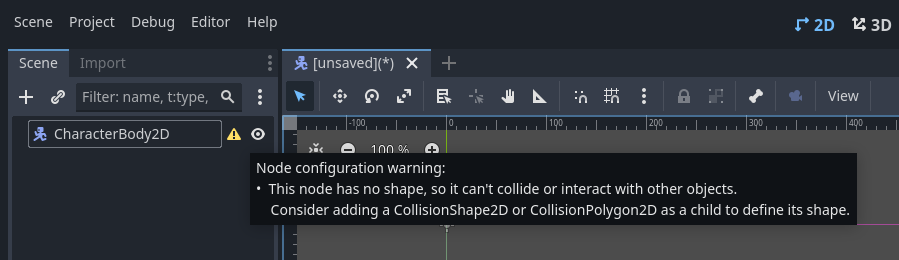 Scene Project Debug Editor Help
2D 3D
Scene Import
[unsaved](*)
Filter: name, t:type,
View
CharacterBody2D
-100 0 100 200 300 400
100 %
Node configuration warning:
• This node has no shape, so it can't collide or interact with other objects.
Consider adding a CollisionShape2D or CollisionPolygon2D as a child to define its shape.